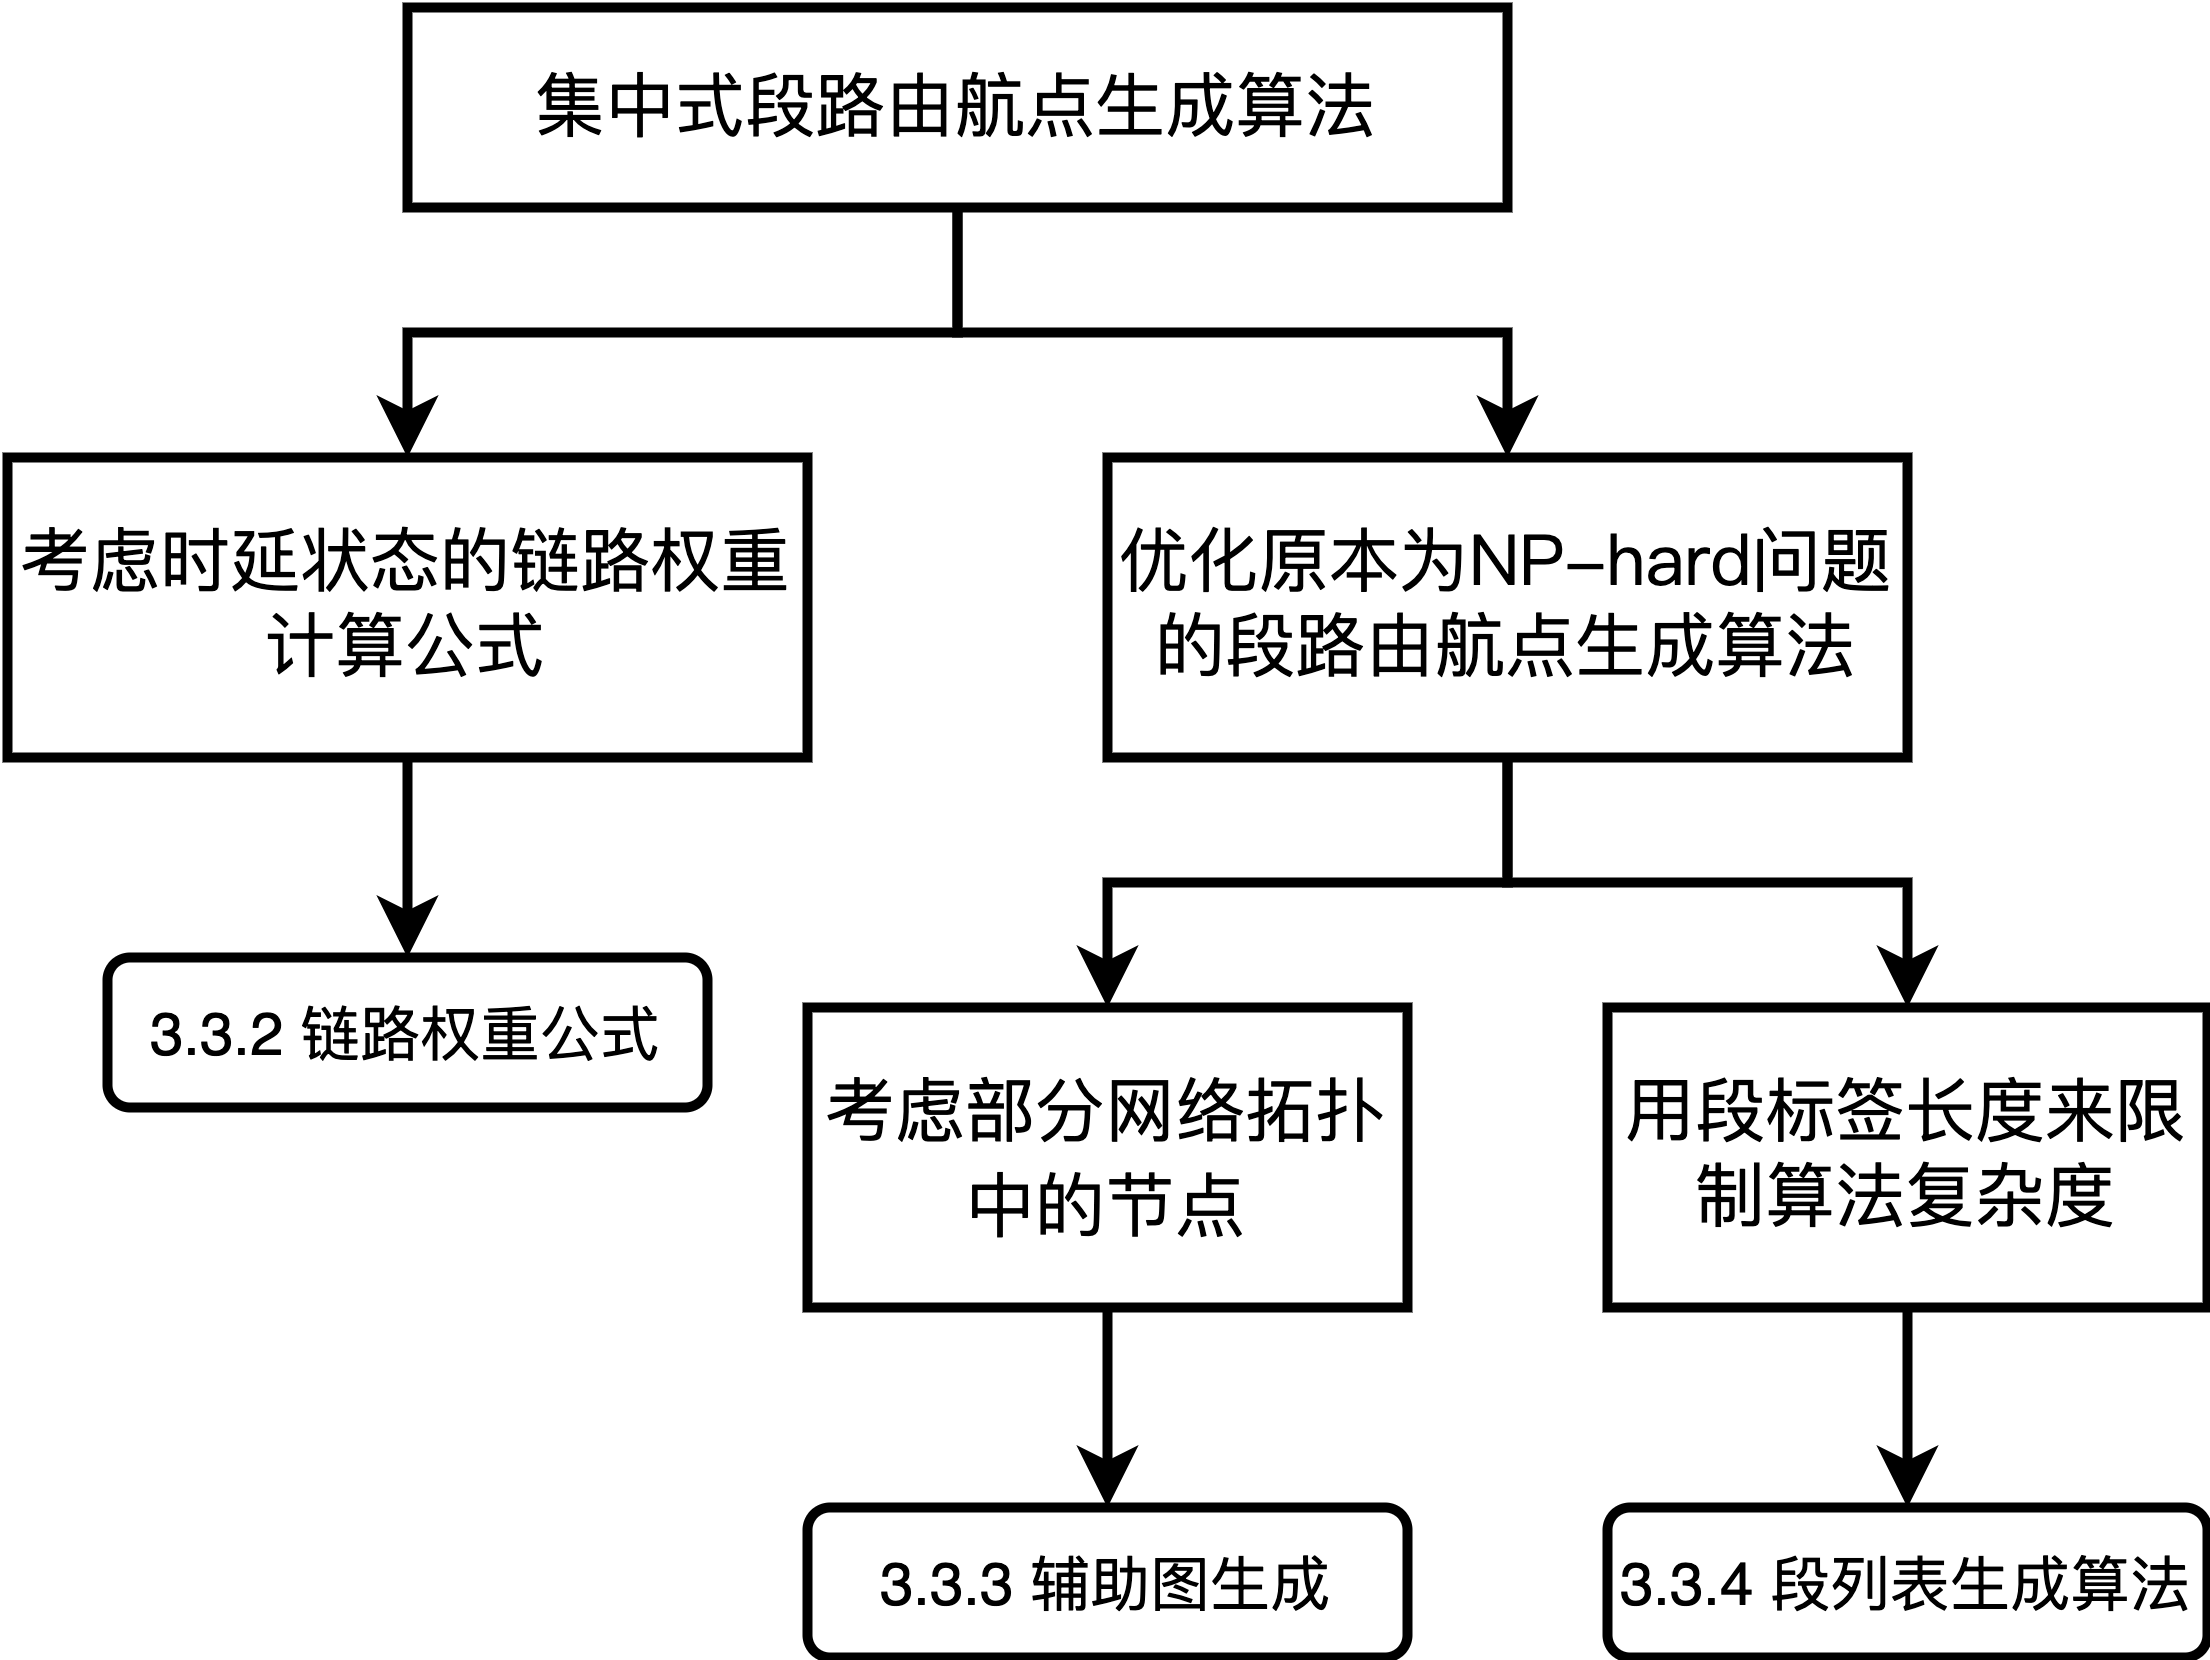 集中式段路由航点生成算法
考虑时延状态的链路权重
计算公式
优化原本为NP-hard问题
的段路由航点生成算法
3.3.2 链路权重公式
考虑部分网络拓扑
中的节点
用段标签长度来限
制算法复杂度
3.3.3 辅助图生成
3.3.4 段列表生成算法